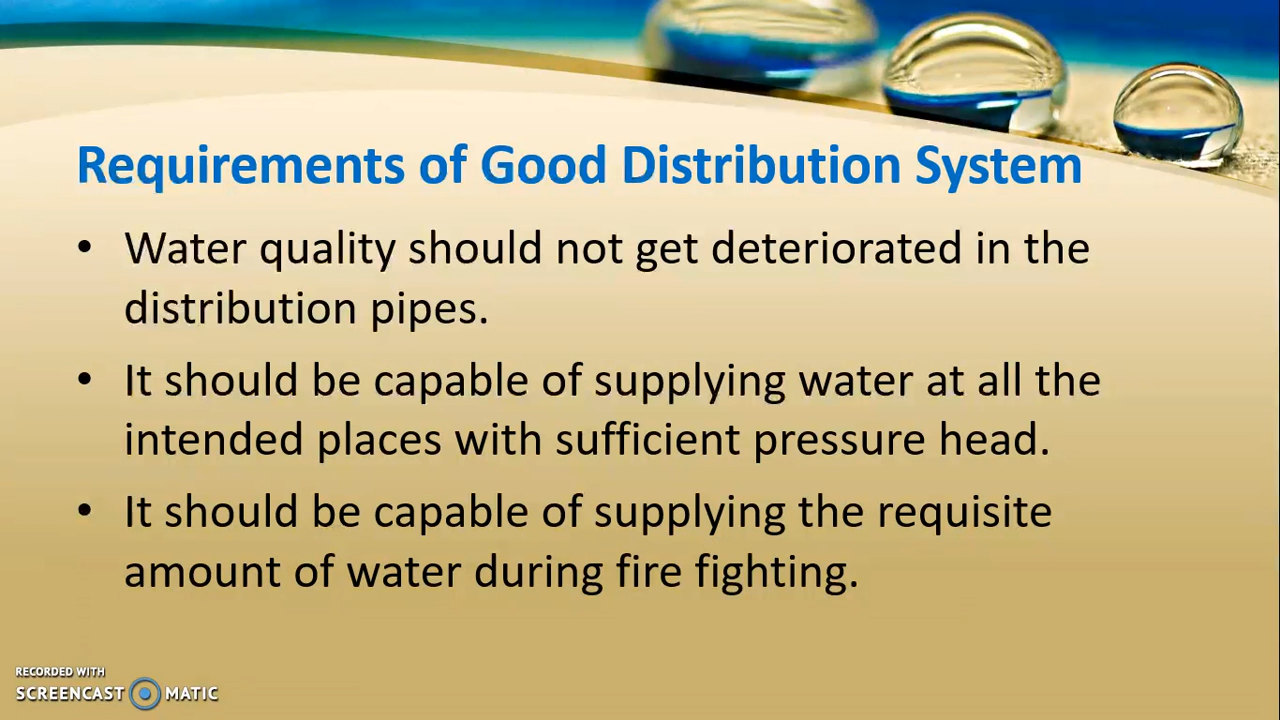 Requirements of Good Distribution System
• Water quality should not get deteriorated in the
distribution pipes.
• It should be capable of supplying water at all the
intended places with sufficient pressure head.
• It should be capable of supplying the requisite
amount of water during fire fighting.
RECORDED WITH
SCREENCAST MATIC